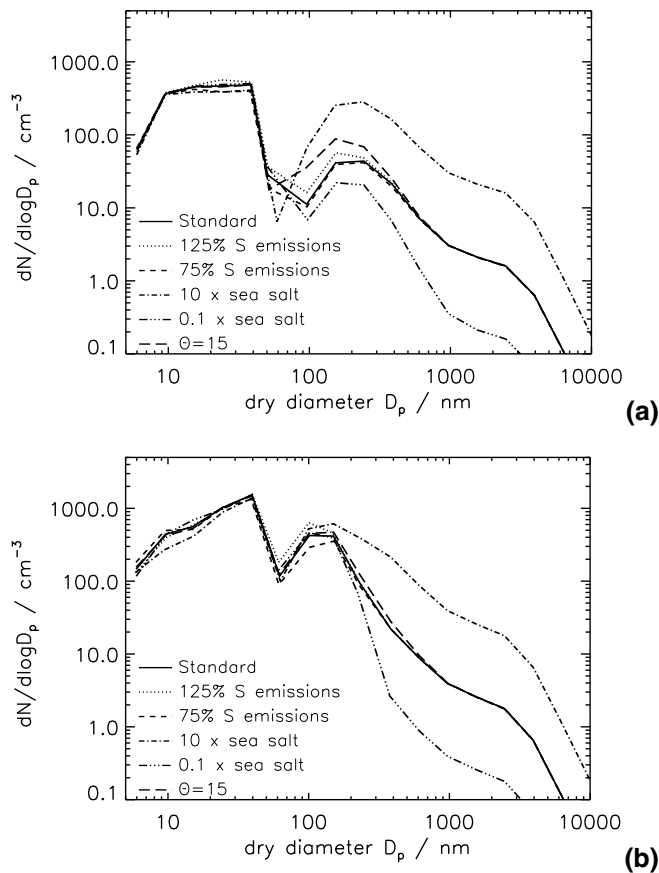 1000.0
100.0
10.0
1.0
0.1
dN/dlogD_p / cm^-3
Standard
125% S emissions
75% S emissions
10 x sea salt
0.1 x sea salt
Θ=15
10 100 1000 10000
dry diameter D_p / nm
(a)
1000.0
100.0
10.0
1.0
0.1
dN/dlogD_p / cm^-3
Standard
125% S emissions
75% S emissions
10 x sea salt
0.1 x sea salt
Θ=15
10 100 1000 10000
dry diameter D_p / nm
(b)